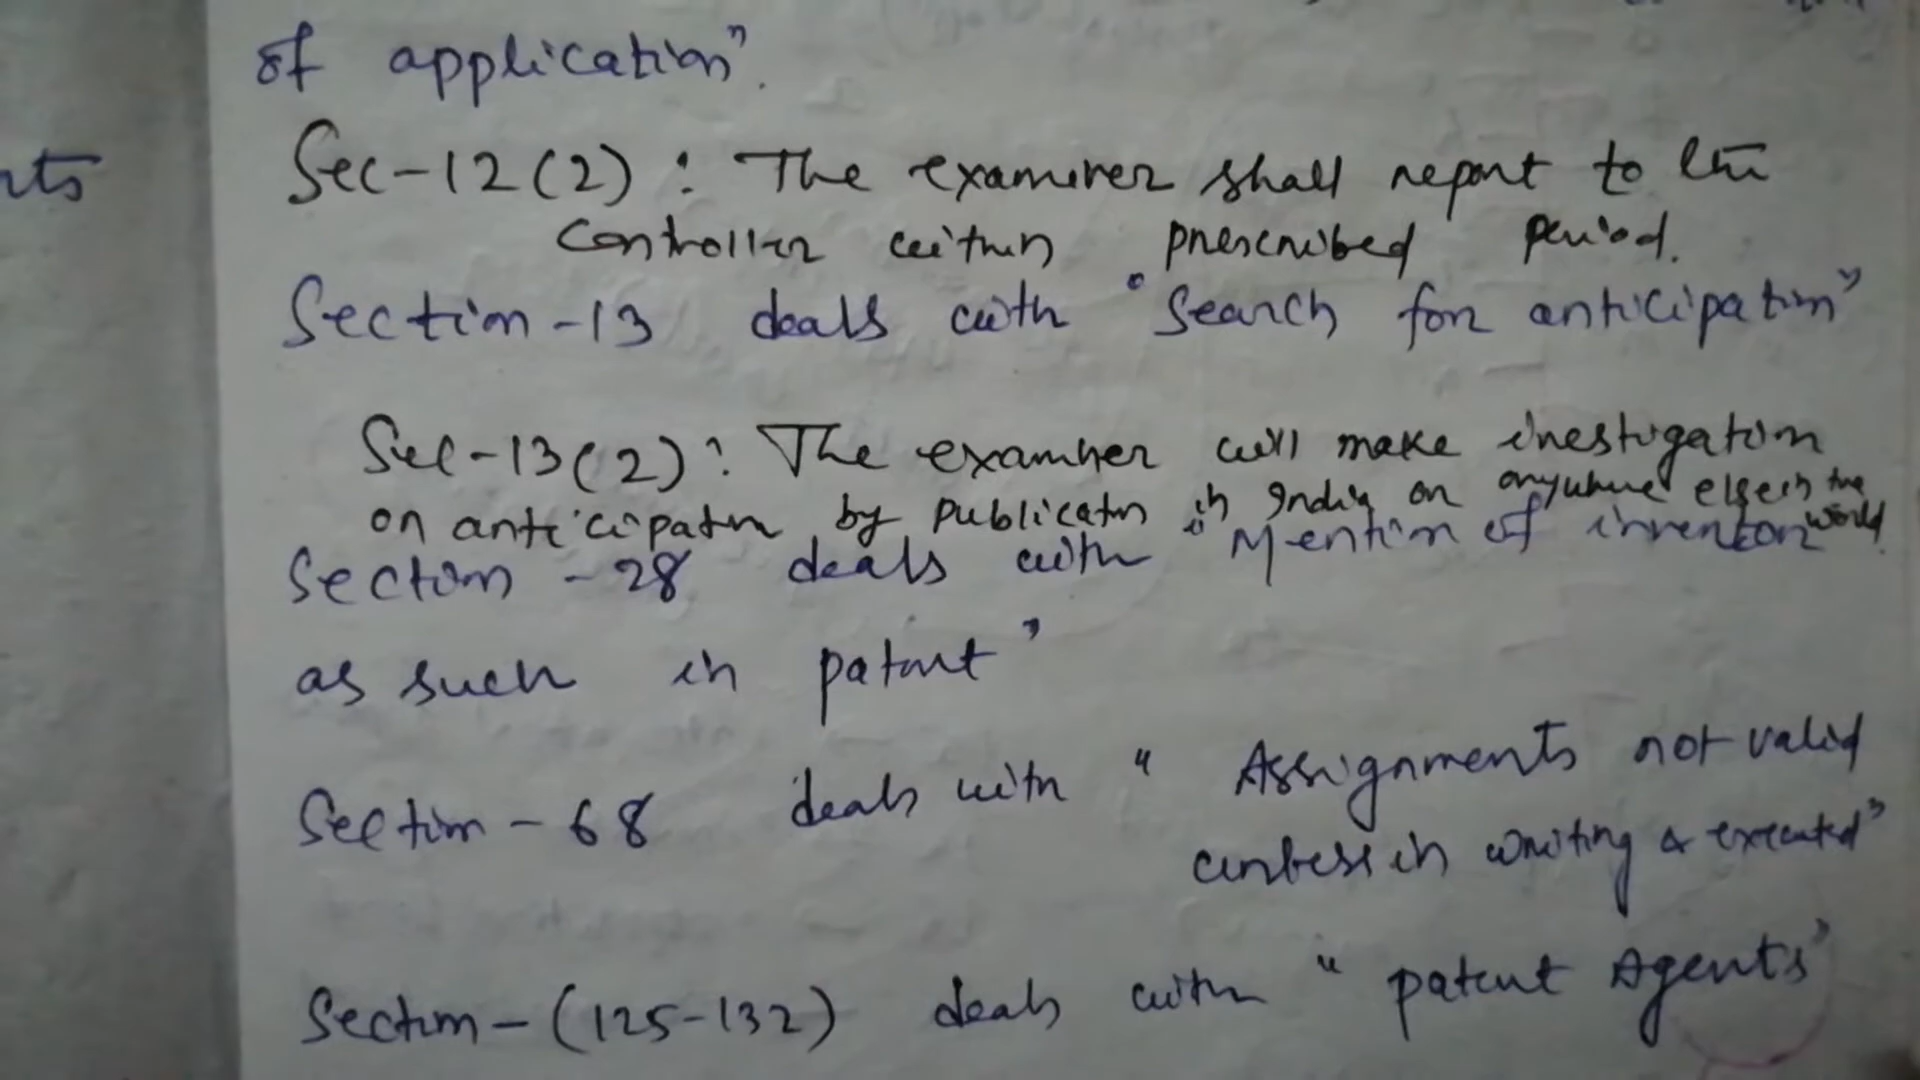 of application".
nts
Sec-12(2): The examiner shall report to the
controller within prescribed period.
Section-13 deals with "Search for anticipation"
Sec-13(2): The examiner will make inestigation
on anticipation by publication in India or anywhere else in the world.
Section-28 deals with "Mention of inventor
as such in patent"
Section-68 deals with "Assignments not valid
unless in writing & executed"
Section-(125-132) deals with "patent Agents"